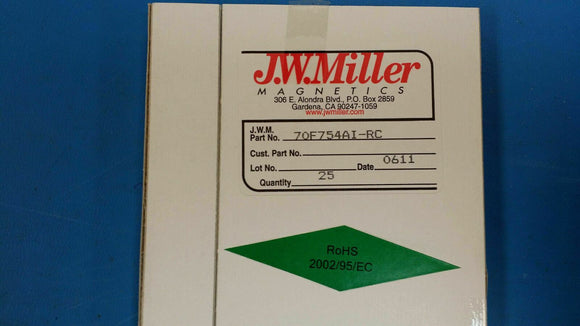 J.W.Miller
MAGNETICS
306 E. Alondra Blvd., P.O. Box 2859
Gardena, CA 90247-1059
www.jwmiller.com
J.W.M.
Part No. 70F754AI-RC
Cust. Part No.
Lot No. Date 0611
Quantity 25
RoHS
2002/95/EC